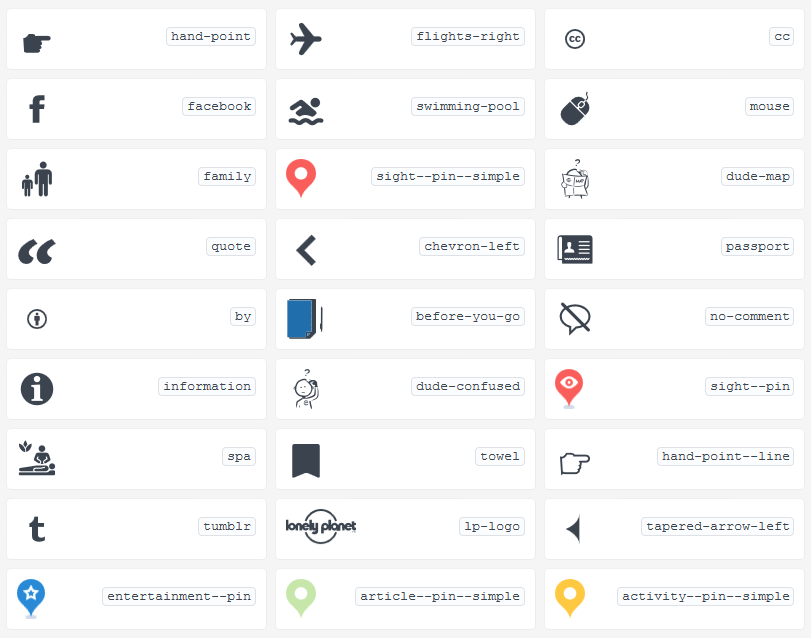 hand-point
flights-right
cc
cc
f
facebook
swimming-pool
mouse
family
sight--pin--simple
?
dude-map
quote
chevron-left
passport
by
before-you-go
no-comment
i
information
?
dude-confused
sight--pin
spa
towel
hand-point--line
t
tumblr
lonely planet
lp-logo
tapered-arrow-left
entertainment--pin
article--pin--simple
activity--pin--simple